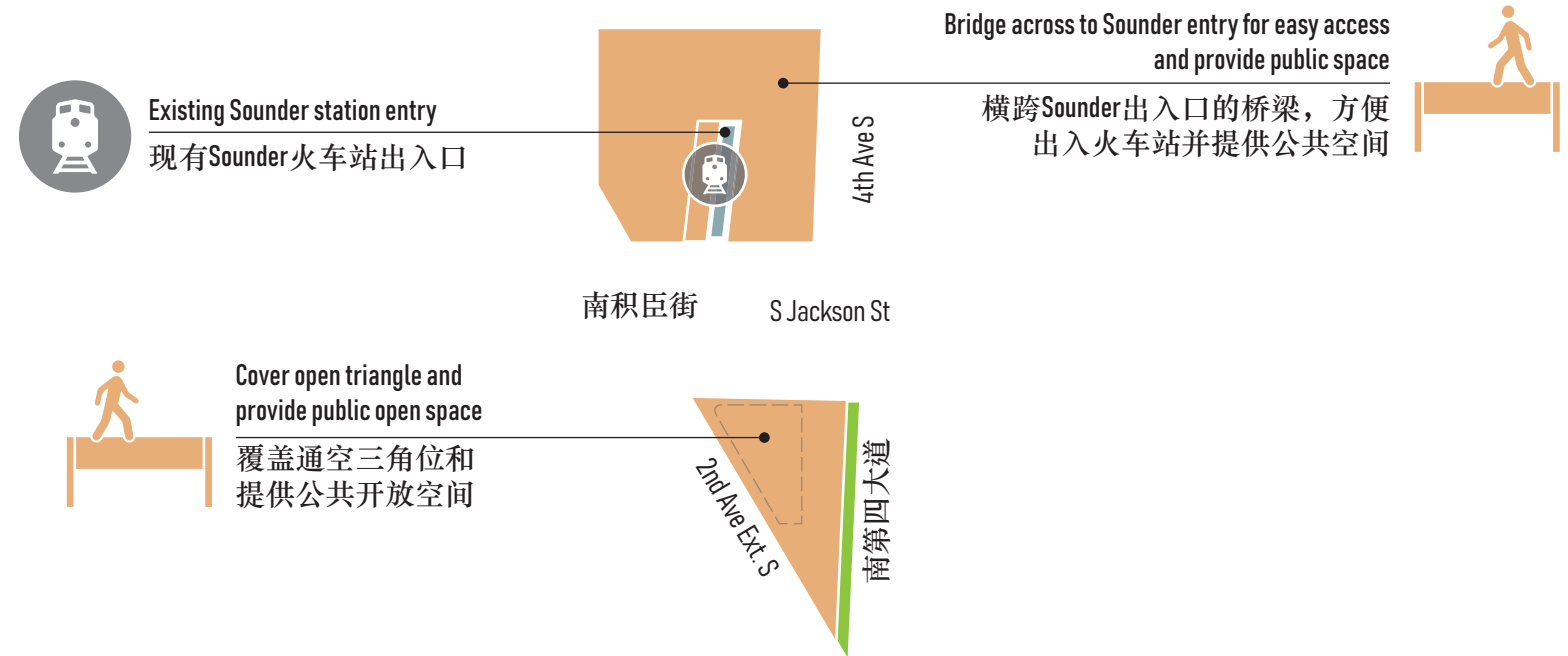 Existing Sounder station entry
现有Sounder火车站出入口
Bridge across to Sounder entry for easy access
and provide public space
横跨Sounder出入口的桥梁，方便
出入火车站并提供公共空间
4th Ave S
南积臣街
S Jackson St
Cover open triangle and
provide public open space
覆盖通空三角位和
提供公共开放空间
2nd Ave Ext. S
南第四大道